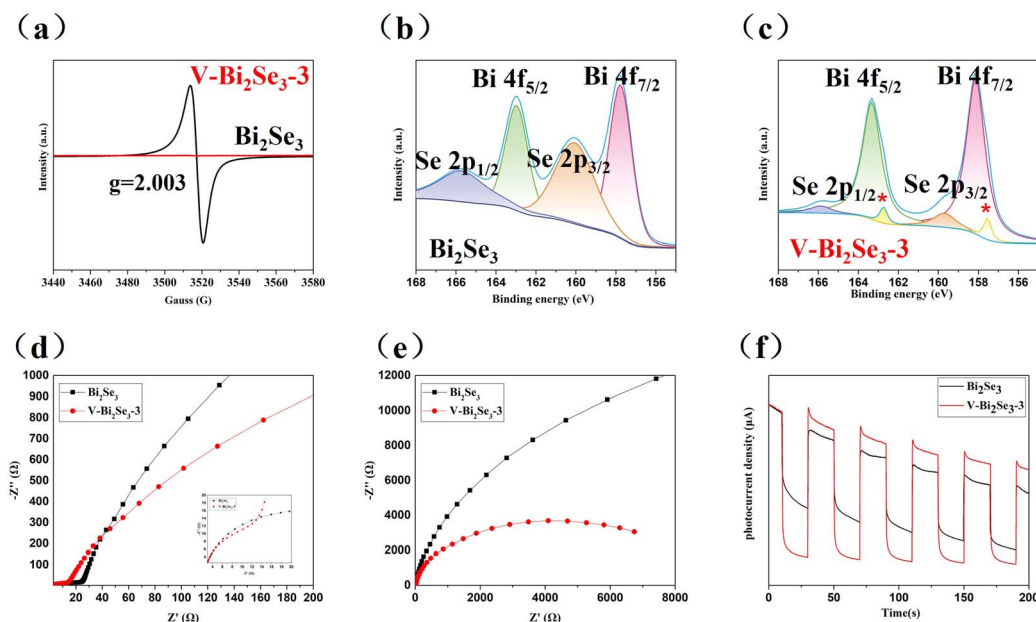 (a)
V-Bi₂Se₃-3
Bi₂Se₃
g=2.003
Intensity (a.u.)
3440 3460 3480 3500 3520 3540 3560 3580
Gauss (G)
(b)
Bi 4f₅/₂ Bi 4f₇/₂
Se 2p₁/₂ Se 2p₃/₂
Bi₂Se₃
Intensity (a.u.)
168 166 164 162 160 158 156
Binding energy (eV)
(c)
Bi 4f₅/₂ Bi 4f₇/₂
Se 2p₁/₂ * Se 2p₃/₂ *
V-Bi₂Se₃-3
Intensity (a.u.)
168 166 164 162 160 158 156
Binding energy (eV)
(d)
Bi₂Se₃
V-Bi₂Se₃-3
-Z'' (Ω)
1000
900
800
700
600
500
400
300
200
100
20 40 60 80 100 120 140 160 180 200
Z' (Ω)
(e)
Bi₂Se₃
V-Bi₂Se₃-3
-Z'' (Ω)
14000
12000
10000
8000
6000
4000
2000
0
0 2000 4000 6000 8000
Z' (Ω)
(f)
Bi₂Se₃
V-Bi₂Se₃-3
photocurrent density (μA)
0 50 100 150 200
Time(s)